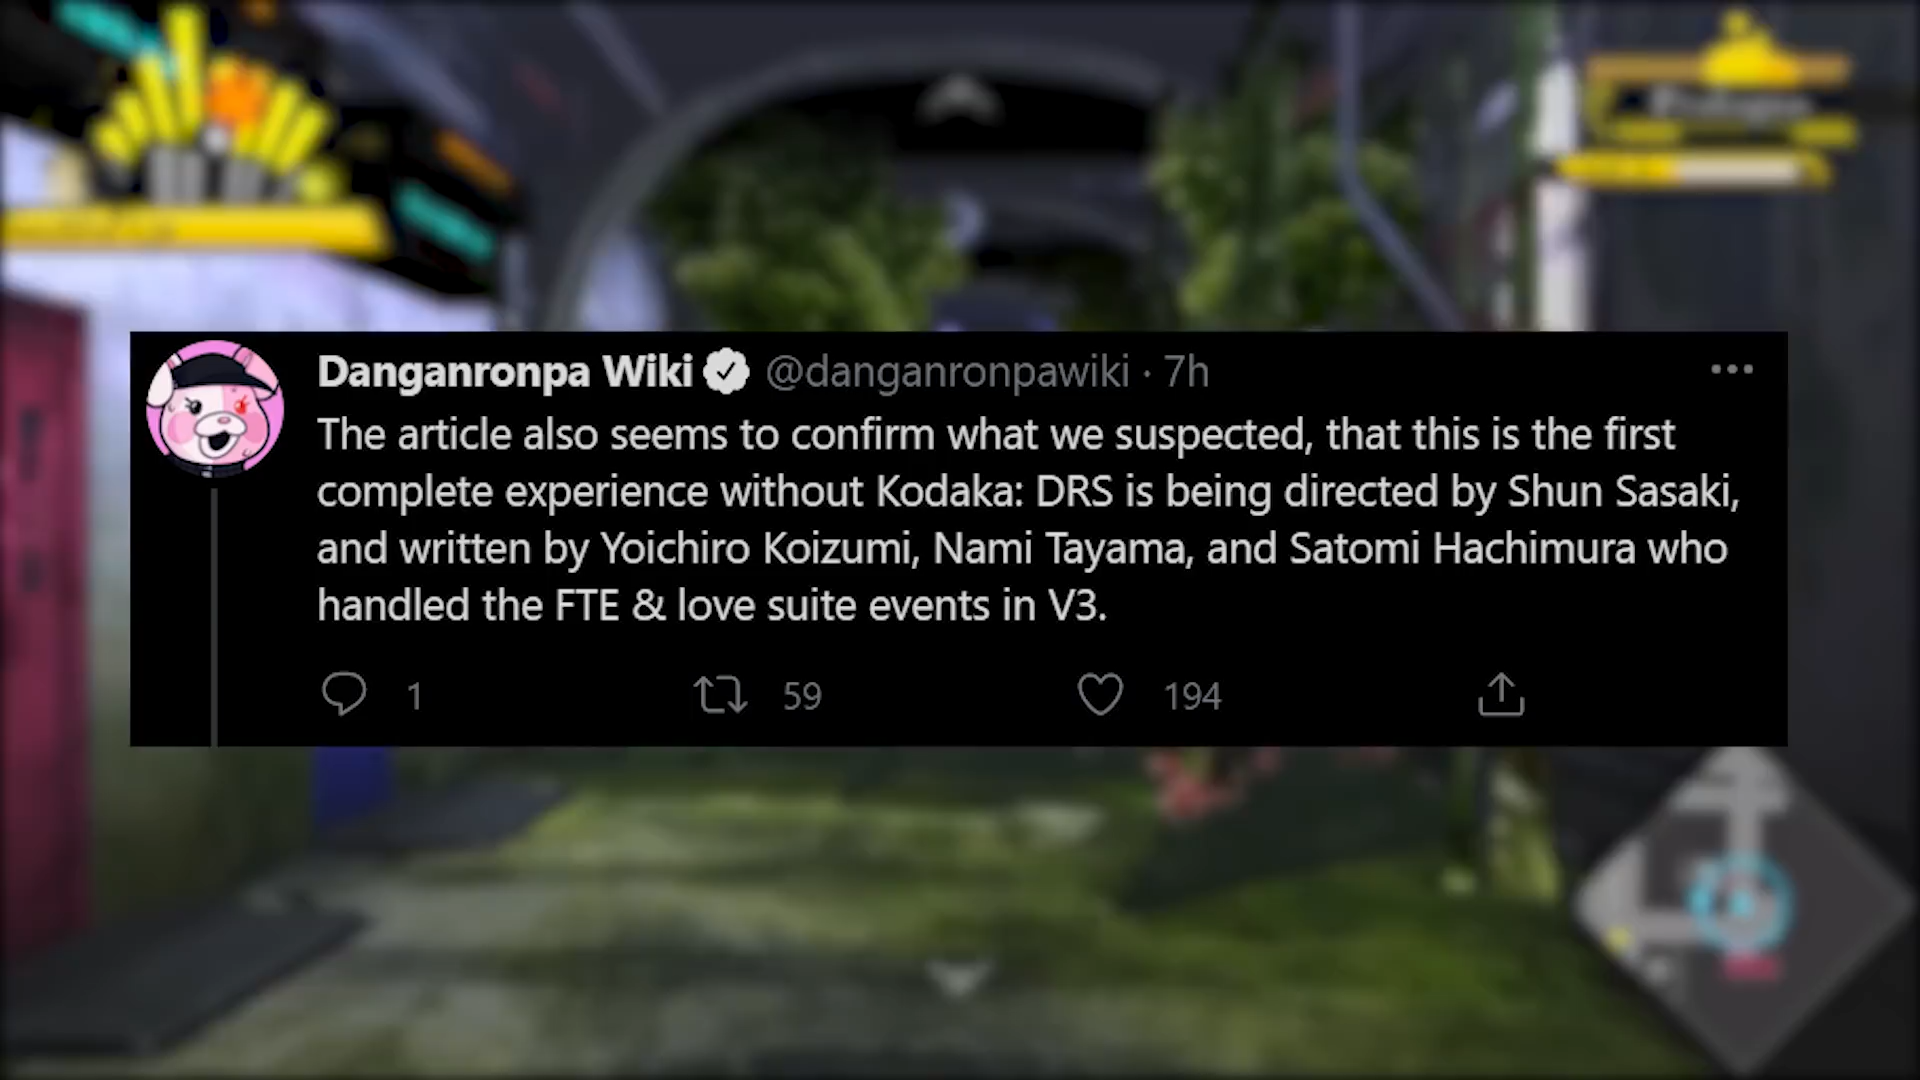 Danganronpa Wiki @danganronpawiki · 7h
The article also seems to confirm what we suspected, that this is the first
complete experience without Kodaka: DRS is being directed by Shun Sasaki,
and written by Yoichiro Koizumi, Nami Tayama, and Satomi Hachimura who
handled the FTE & love suite events in V3.
1 59 194